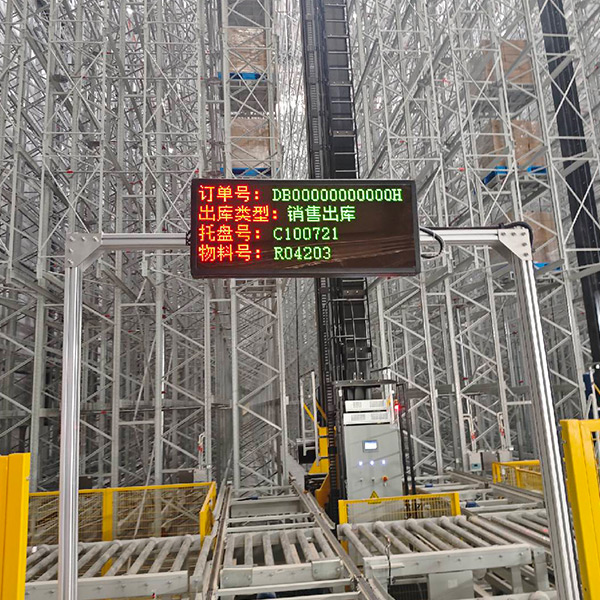 订单号: DB00000000000H
出库类型: 销售出库
托盘号: C100721
物料号: R04203